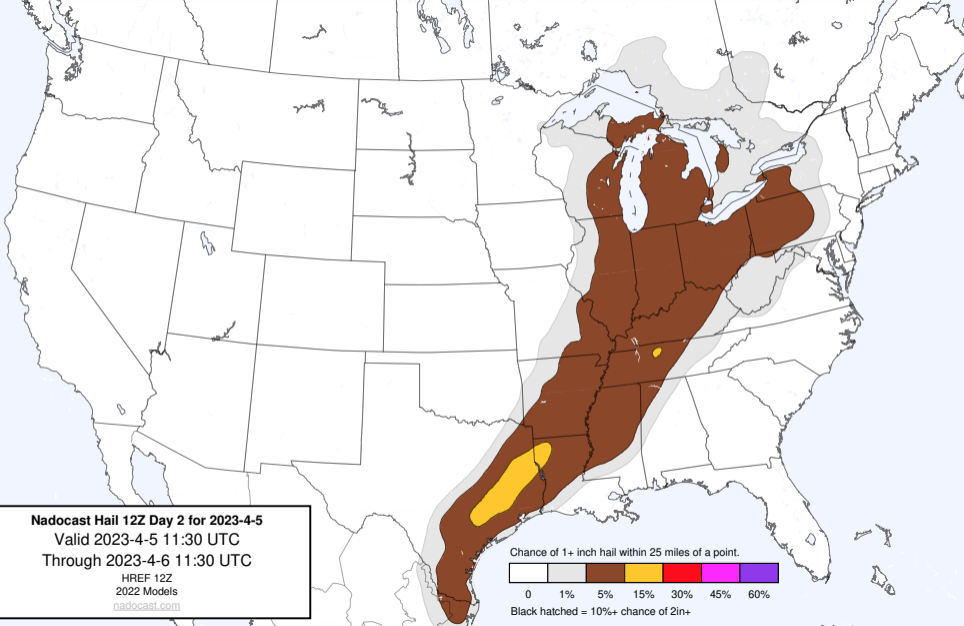 Nadocast Hail 12Z Day 2 for 2023-4-5
Valid 2023-4-5 11:30 UTC
Through 2023-4-6 11:30 UTC
HREF 12Z
2022 Models
nadocast.com
Chance of 1+ inch hail within 25 miles of a point.
0 1% 5% 15% 30% 45% 60%
Black hatched = 10%+ chance of 2in+